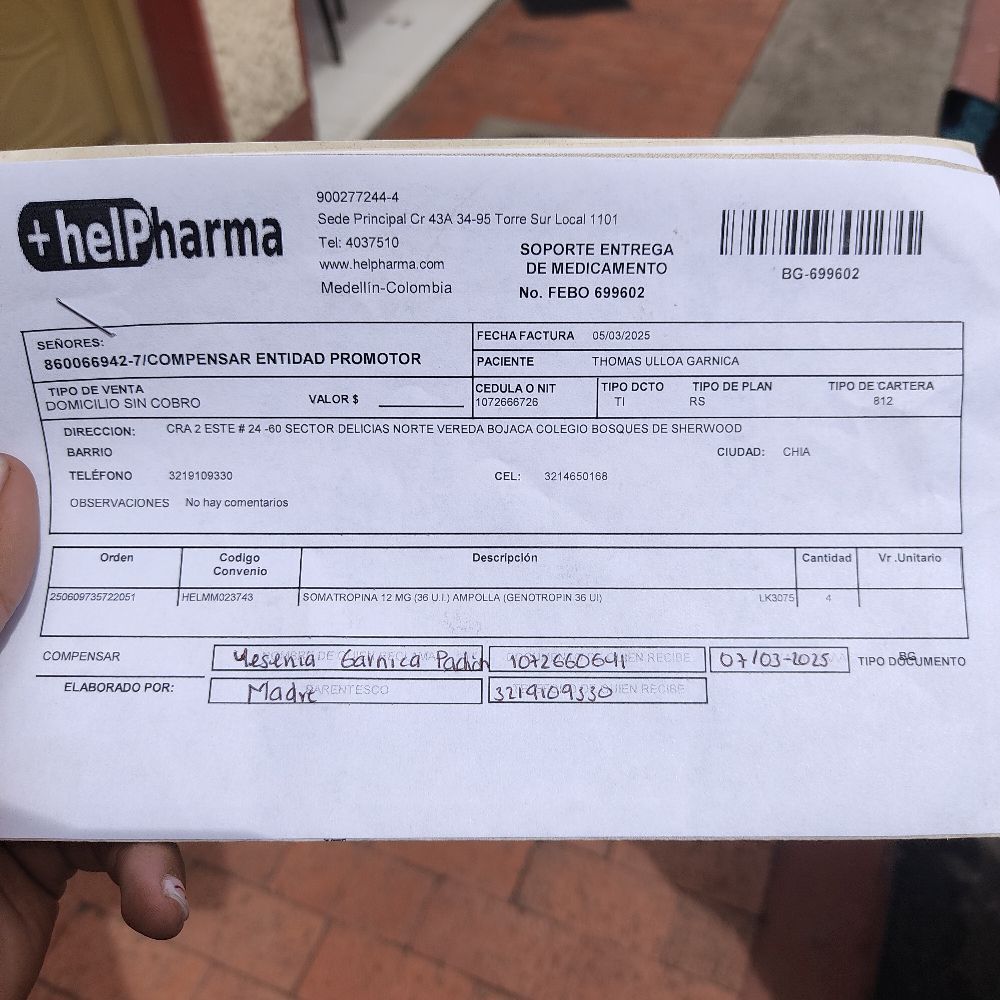 +helPharma
900277244-4
Sede Principal Cr 43A 34-95 Torre Sur Local 1101
Tel: 4037510
www.helpharma.com
Medellín-Colombia
SOPORTE ENTREGA
DE MEDICAMENTO
No. FEBO 699602
BG-699602
SEÑORES:
860066942-7/COMPENSAR ENTIDAD PROMOTOR
FECHA FACTURA 05/03/2025
PACIENTE THOMAS ULLOA GARNICA
TIPO DE VENTA
DOMICILIO SIN COBRO
VALOR $
CEDULA O NIT
1072666726
TIPO DCTO
TI
TIPO DE PLAN
RS
TIPO DE CARTERA
812
DIRECCION: CRA 2 ESTE # 24 -60 SECTOR DELICIAS NORTE VEREDA BOJACA COLEGIO BOSQUES DE SHERWOOD
BARRIO
CIUDAD: CHIA
TELÉFONO 3219109330
CEL: 3214650168
OBSERVACIONES No hay comentarios
Orden Codigo Convenio Descripción Cantidad Vr .Unitario
250609735722051 HELMM023743 SOMATROPINA 12 MG (36 U.I.) AMPOLLA (GENOTROPIN 36 UI) LK3075 4
COMPENSAR Yesenia Garnica Pachon 1072660641 RECIBE 07/03-2025 TIPO DOCUMENTO BG
ELABORADO POR: Madre PARENTESCO 3219109330 QUIEN RECIBE